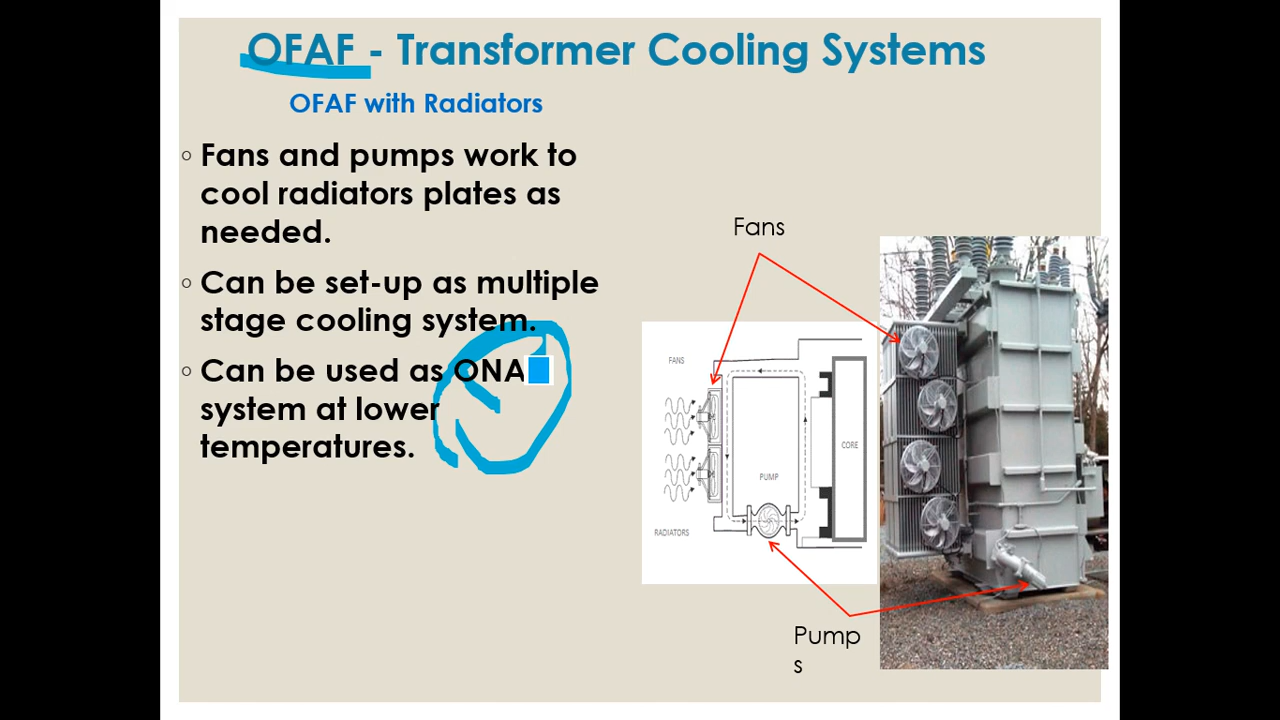 OFAF - Transformer Cooling Systems
OFAF with Radiators
◦ Fans and pumps work to
cool radiators plates as
needed.
◦ Can be set-up as multiple
stage cooling system.
◦ Can be used as
system at lower
temperatures.
Fans
FANS
CORE
PUMP
RADIATORS
Pump
s